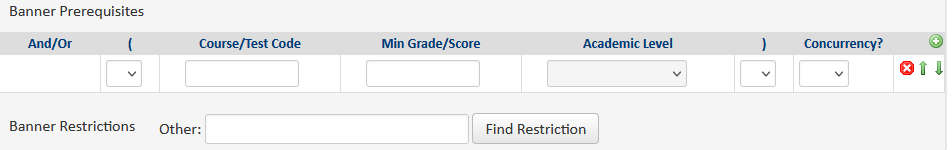 Banner Prerequisites
And/Or ( Course/Test Code Min Grade/Score Academic Level ) Concurrency?
Banner Restrictions Other: Find Restriction